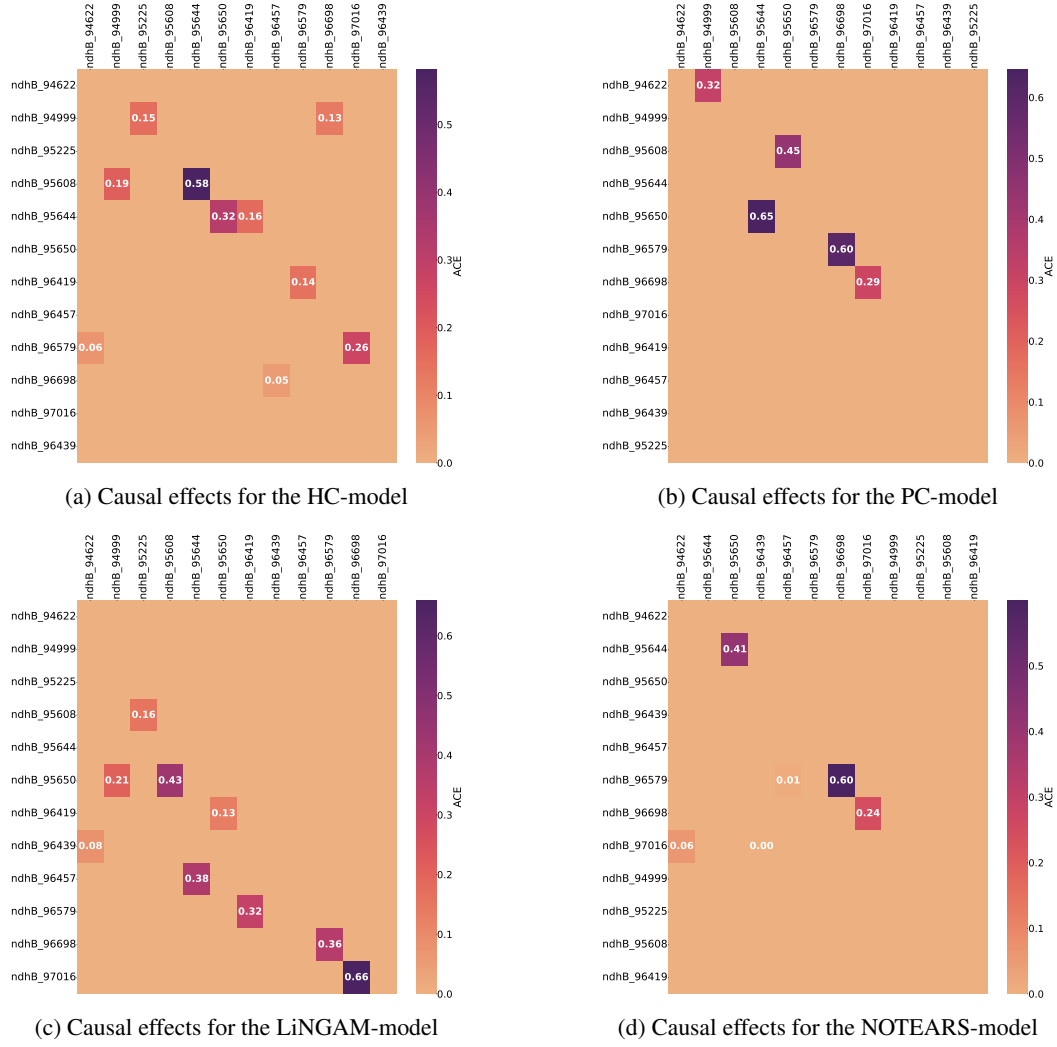 ndhB_94622 ndhB_94999 ndhB_95225 ndhB_95608 ndhB_95644 ndhB_95650 ndhB_96419 ndhB_96457 ndhB_96579 ndhB_96698 ndhB_97016 ndhB_96439
ndhB_94622
ndhB_94999 0.15 0.13
ndhB_95225
ndhB_95608 0.19 0.58
ndhB_95644 0.32 0.16
ndhB_95650
ndhB_96419 0.14
ndhB_96457
ndhB_96579 0.06 0.26
ndhB_96698 0.05
ndhB_97016
ndhB_96439
0.5
0.4
0.3
0.2
0.1
0.0
ACE
(a) Causal effects for the HC-model
ndhB_94622 ndhB_94999 ndhB_95608 ndhB_95644 ndhB_95650 ndhB_96579 ndhB_96698 ndhB_97016 ndhB_96419 ndhB_96457 ndhB_96439 ndhB_95225
ndhB_94622 0.32
ndhB_94999
ndhB_95608 0.45
ndhB_95644
ndhB_95650 0.65
ndhB_96579 0.60
ndhB_96698 0.29
ndhB_97016
ndhB_96419
ndhB_96457
ndhB_96439
ndhB_95225
0.6
0.5
0.4
0.3
0.2
0.1
0.0
ACE
(b) Causal effects for the PC-model
ndhB_94622 ndhB_94999 ndhB_95225 ndhB_95608 ndhB_95644 ndhB_95650 ndhB_96419 ndhB_96439 ndhB_96457 ndhB_96579 ndhB_96698 ndhB_97016
ndhB_94622
ndhB_94999
ndhB_95225
ndhB_95608 0.16
ndhB_95644
ndhB_95650 0.21 0.43
ndhB_96419 0.13
ndhB_96439 0.08
ndhB_96457 0.38
ndhB_96579 0.32
ndhB_96698 0.36
ndhB_97016 0.66
0.6
0.5
0.4
0.3
0.2
0.1
0.0
ACE
(c) Causal effects for the LiNGAM-model
ndhB_94622 ndhB_95644 ndhB_95650 ndhB_96439 ndhB_96457 ndhB_96579 ndhB_96698 ndhB_97016 ndhB_94999 ndhB_95225 ndhB_95608 ndhB_96419
ndhB_94622
ndhB_95644 0.41
ndhB_95650
ndhB_96439
ndhB_96457
ndhB_96579 0.01 0.60
ndhB_96698 0.24
ndhB_97016 0.06 0.00
ndhB_94999
ndhB_95225
ndhB_95608
ndhB_96419
0.5
0.4
0.3
0.2
0.1
0.0
ACE
(d) Causal effects for the NOTEARS-model